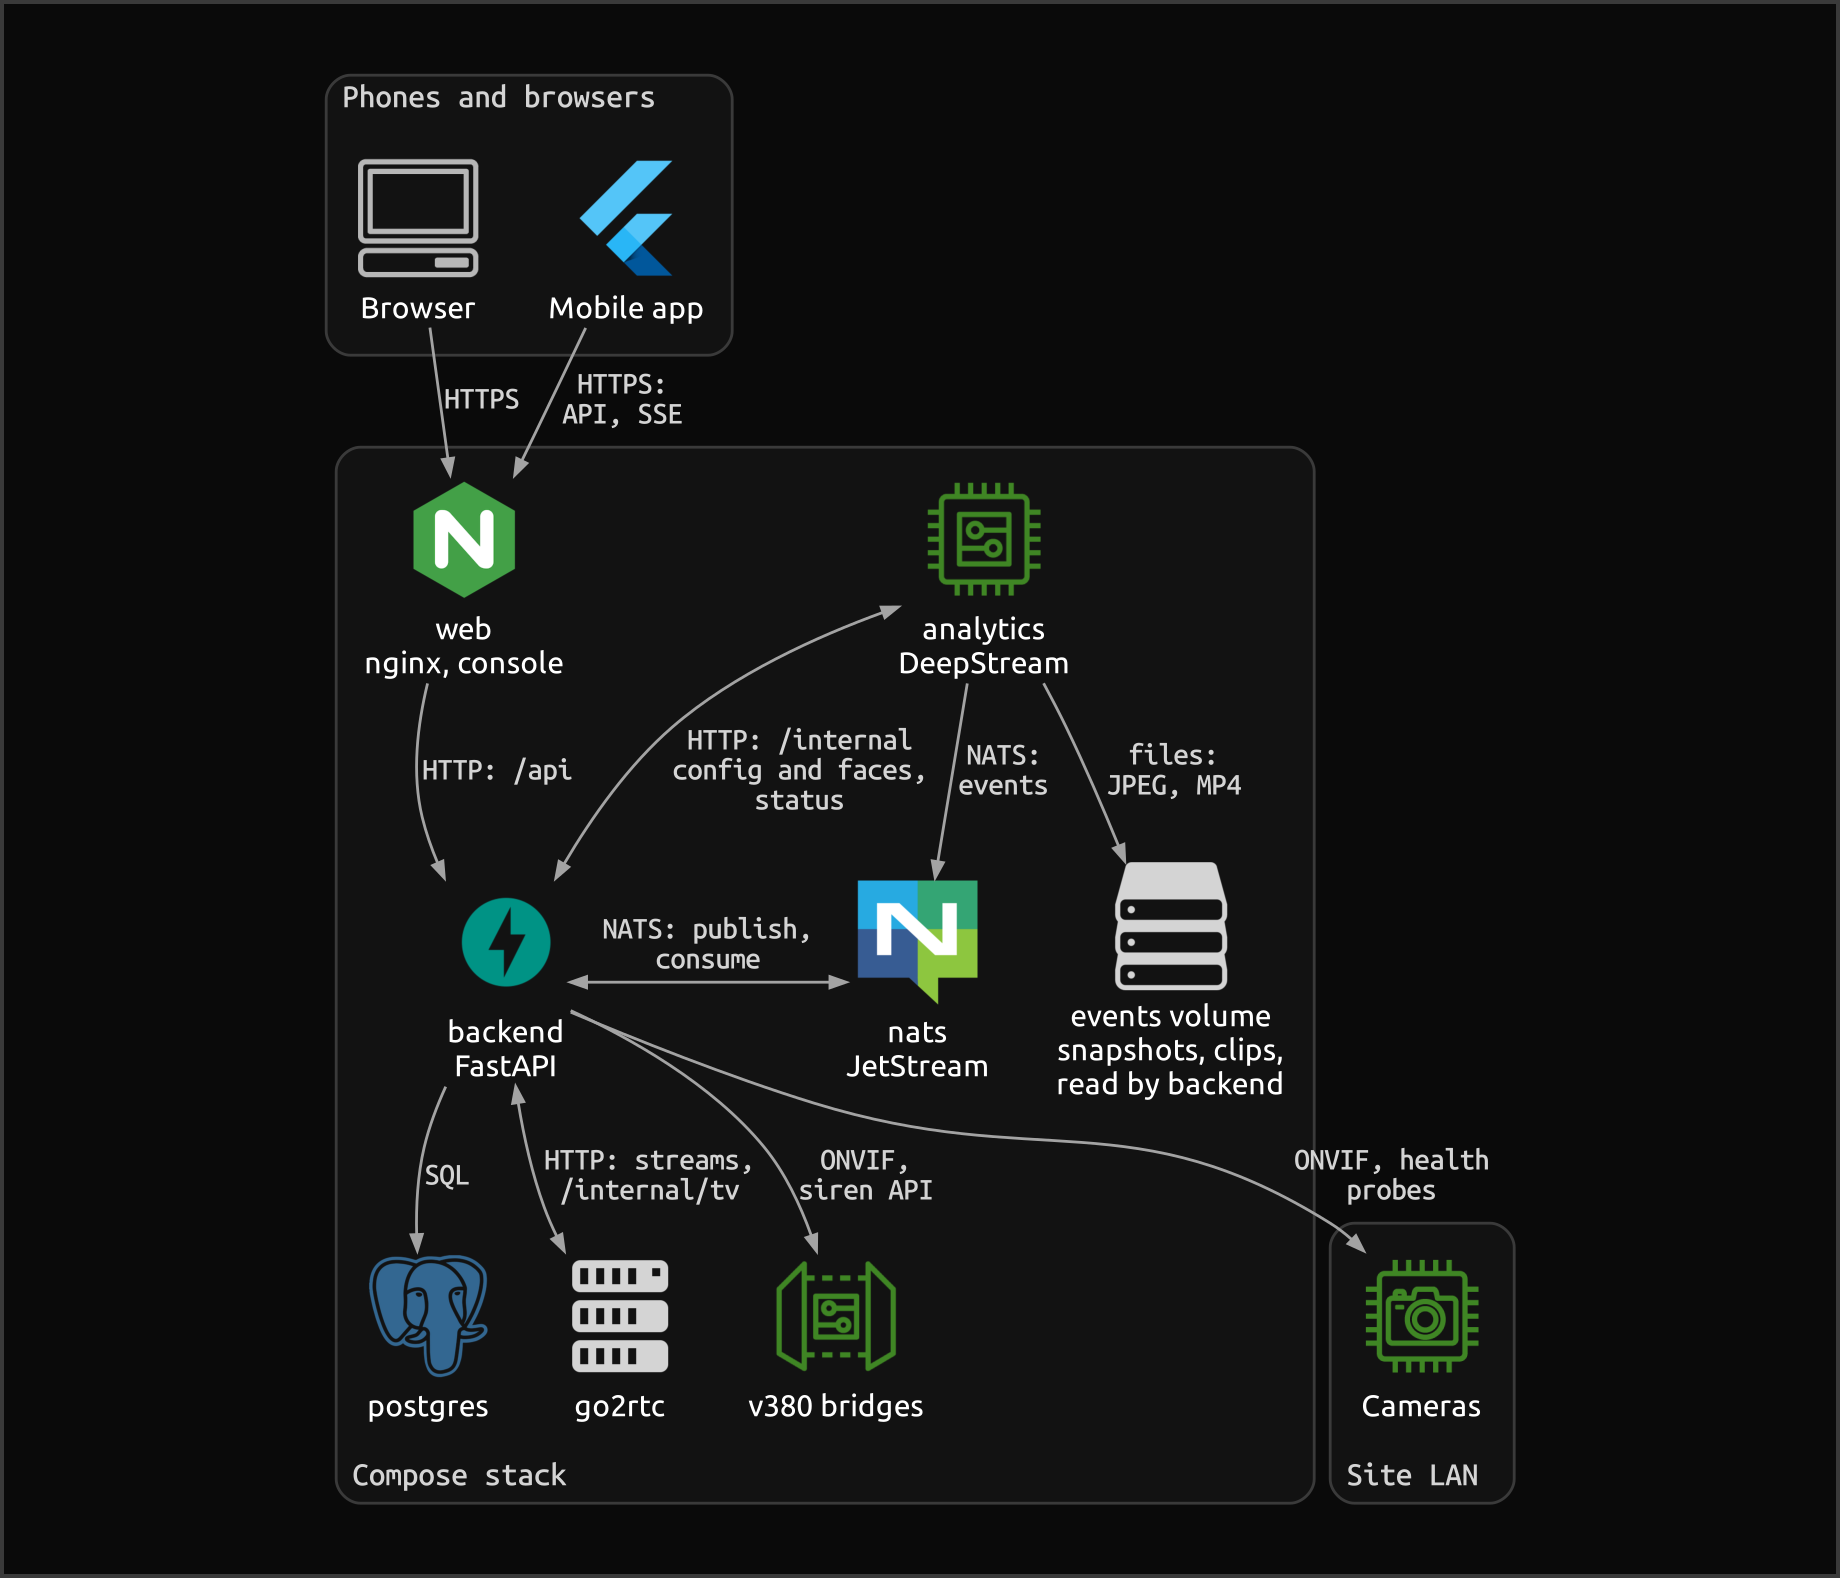 Phones and browsers
Browser
Mobile app
HTTPS
HTTPS:
API, SSE
web
nginx, console
analytics
DeepStream
HTTP: /api
HTTP: /internal
config and faces,
status
NATS:
events
files:
JPEG, MP4
NATS: publish,
consume
backend
FastAPI
nats
JetStream
events volume
snapshots, clips,
read by backend
SQL
HTTP: streams,
/internal/tv
ONVIF,
siren API
ONVIF, health
probes
postgres
go2rtc
v380 bridges
Cameras
Compose stack
Site LAN